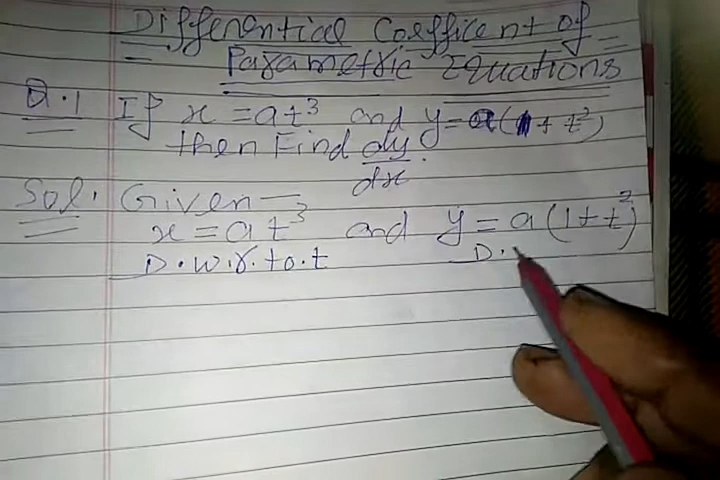 Differential Coefficent of
Parametric Equations
Q.1 If x = at³ and y = a(1 + t²)
then Find dy/dx.
Sol. Given —
x = at³ and y = a(1 + t²)
D.w.r.to.t D.